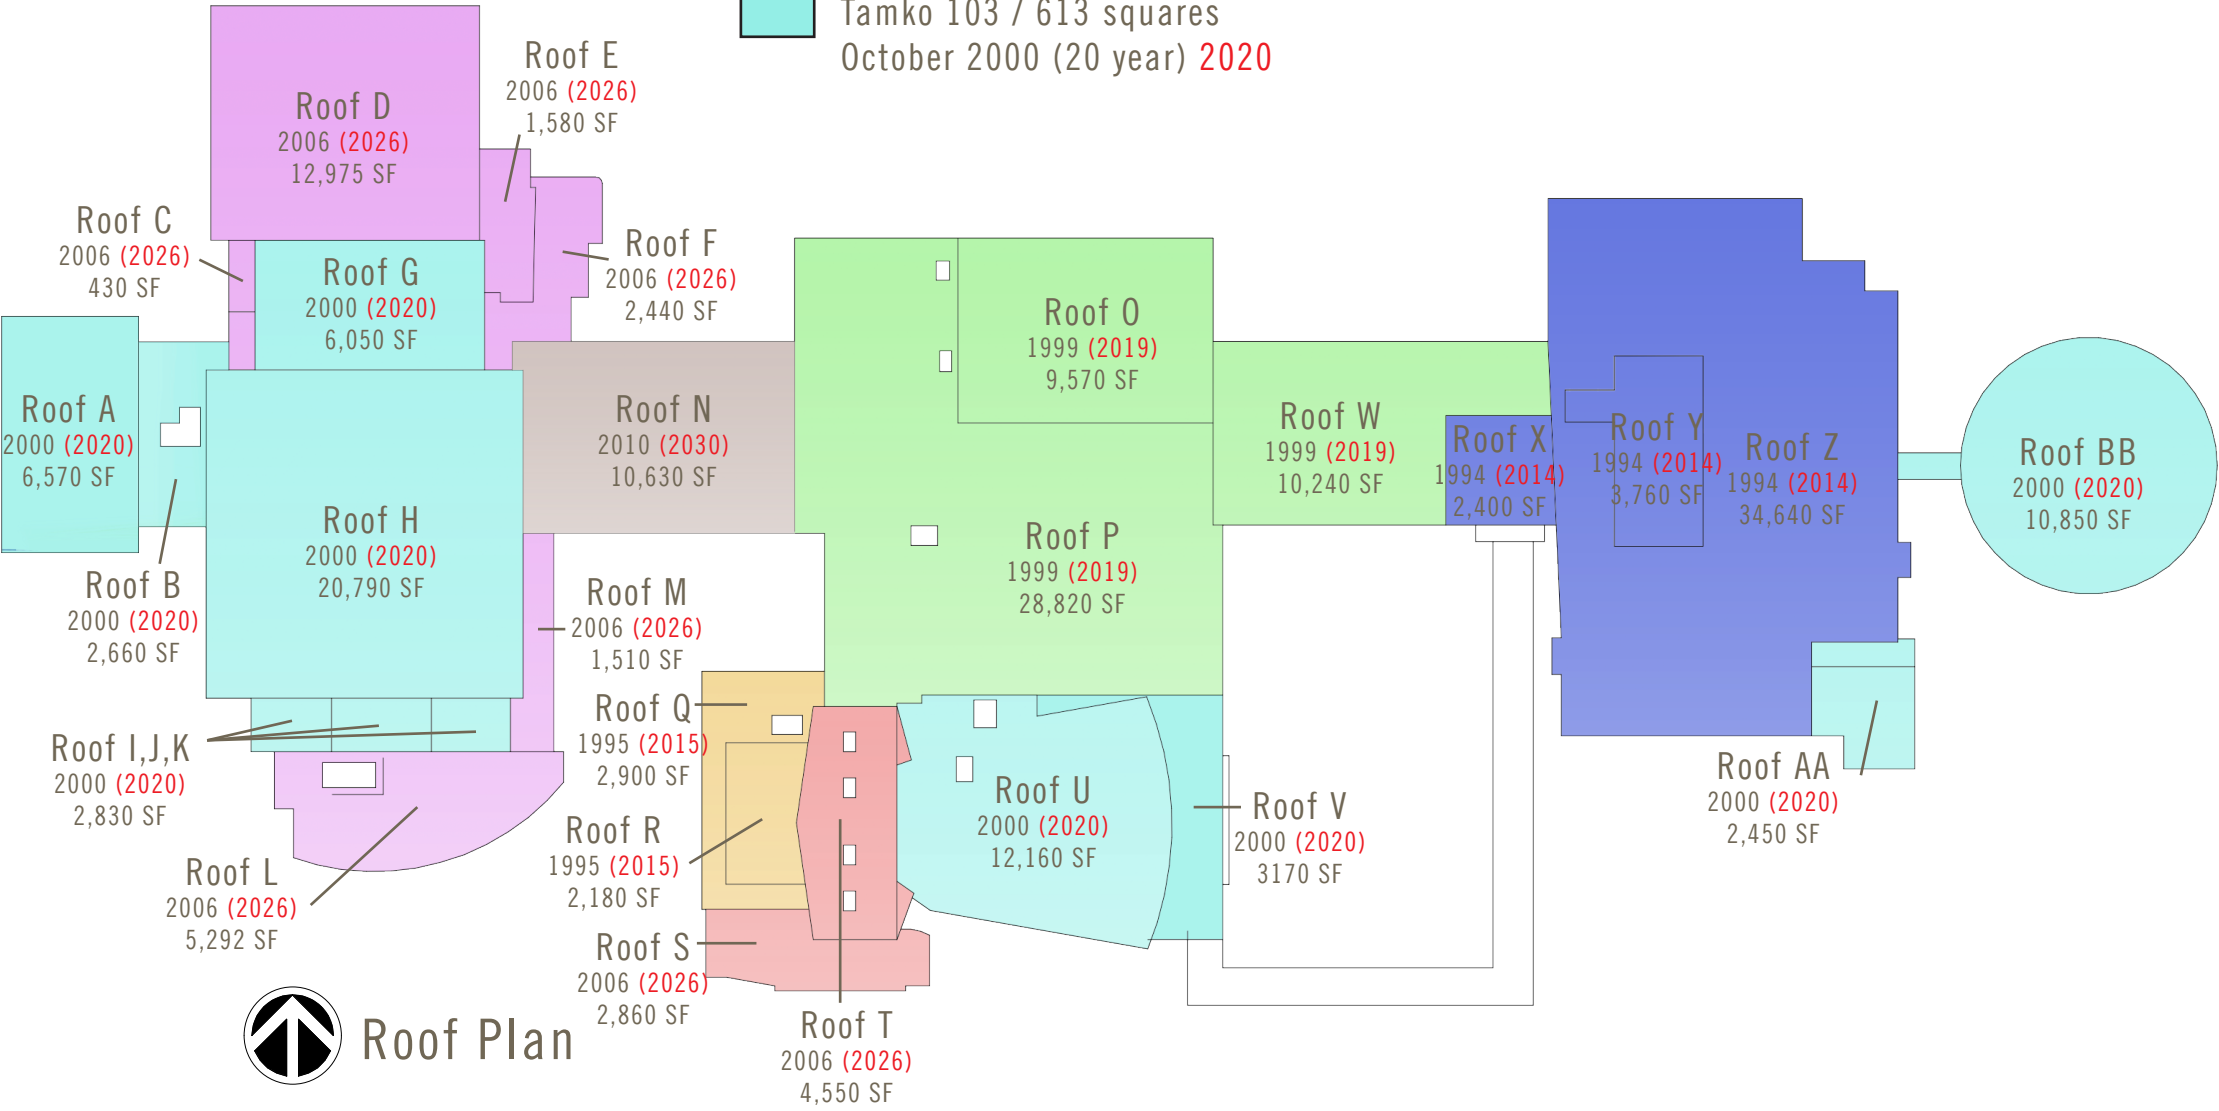 Tamko 103 / 613 squares
October 2000 (20 year) 2020
Roof E
2006 (2026)
1,580 SF
Roof D
2006 (2026)
12,975 SF
Roof C
2006 (2026)
430 SF
Roof F
2006 (2026)
2,440 SF
Roof G
2000 (2020)
6,050 SF
Roof O
1999 (2019)
9,570 SF
Roof A
2000 (2020)
6,570 SF
Roof N
2010 (2030)
10,630 SF
Roof W
1999 (2019)
10,240 SF
Roof X
1994 (2014)
2,400 SF
Roof Y
1994 (2014)
3,760 SF
Roof Z
1994 (2014)
34,640 SF
Roof BB
2000 (2020)
10,850 SF
Roof H
2000 (2020)
20,790 SF
Roof P
1999 (2019)
28,820 SF
Roof B
2000 (2020)
2,660 SF
Roof M
2006 (2026)
1,510 SF
Roof Q
1995 (2015)
2,900 SF
Roof I,J,K
2000 (2020)
2,830 SF
Roof U
2000 (2020)
12,160 SF
Roof V
2000 (2020)
3170 SF
Roof AA
2000 (2020)
2,450 SF
Roof R
1995 (2015)
2,180 SF
Roof L
2006 (2026)
5,292 SF
Roof S
2006 (2026)
2,860 SF
Roof T
2006 (2026)
4,550 SF
Roof Plan